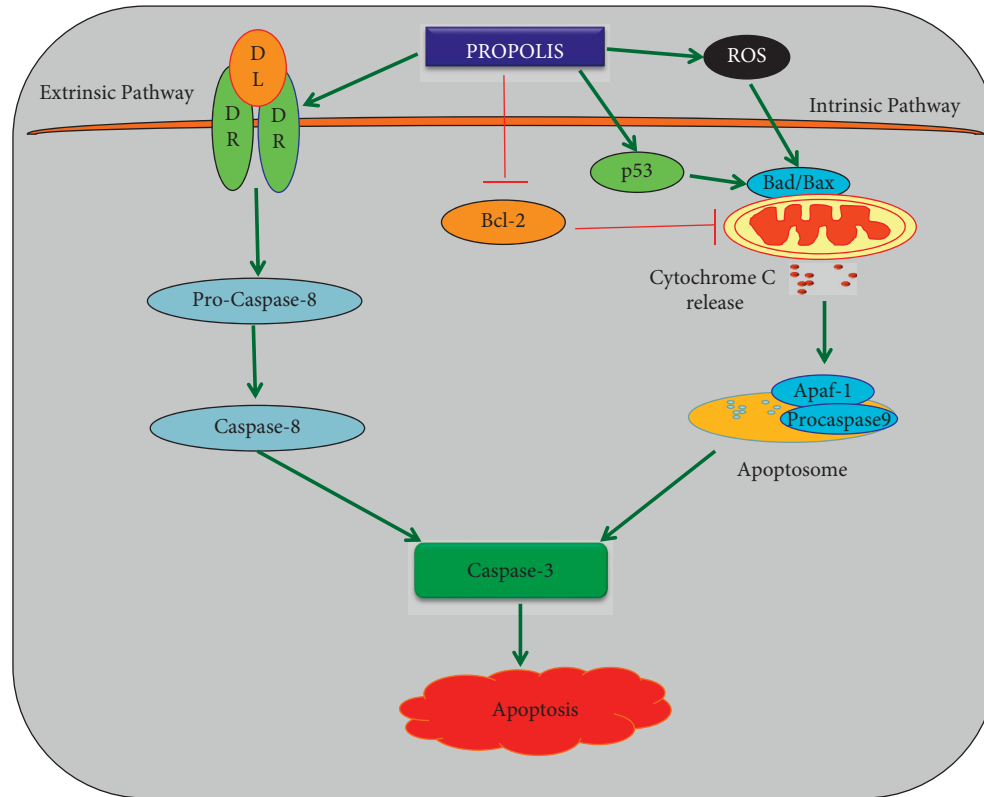 PROPOLIS
ROS
D
L
Extrinsic Pathway
D
R
D
R
Intrinsic Pathway
p53
Bad/Bax
Bcl-2
Cytochrome C
release
Pro-Caspase-8
Apaf-1
Procaspase9
Caspase-8
Apoptosome
Caspase-3
Apoptosis